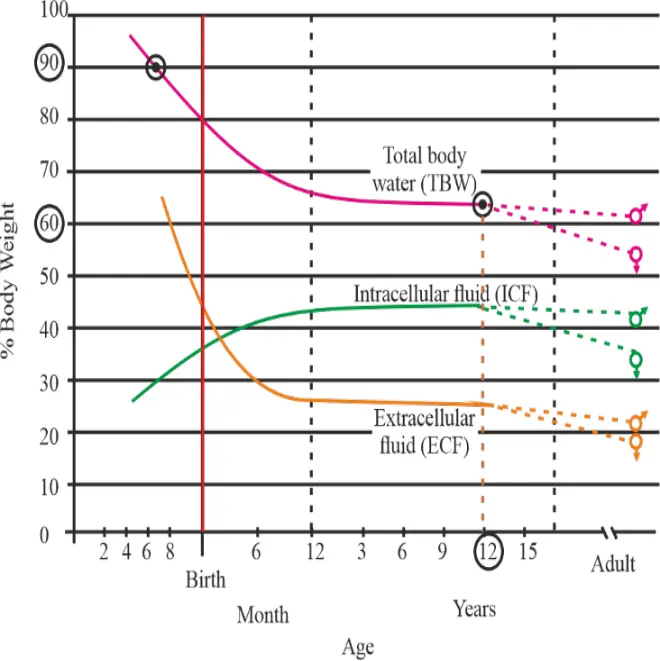 100
90
80
70
60
50
40
30
20
10
0
% Body Weight
Total body
water (TBW)
Intracellular fluid (ICF)
Extracellular
fluid (ECF)
2 4 6 8 6 12 3 6 9 12 15
Birth
Adult
Month
Years
Age